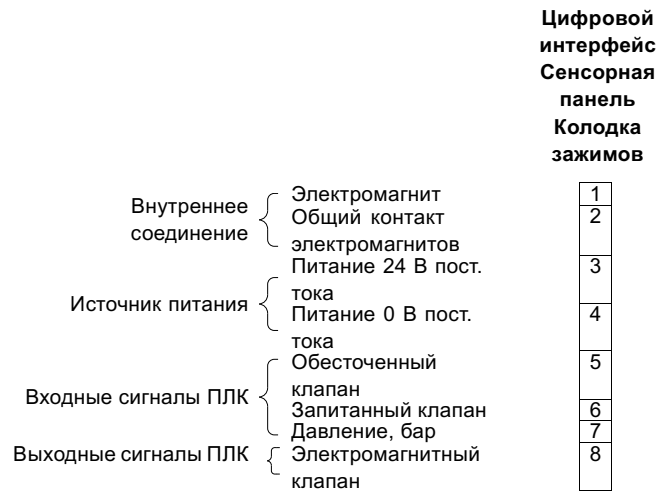 Цифровой
интерфейс
Сенсорная
панель
Колодка
зажимов
Внутреннее
соединение
Электромагнит
1
Общий контакт
электромагнитов
2
Источник питания
Питание 24 В пост.
тока
3
Питание 0 В пост.
тока
4
Входные сигналы ПЛК
Обесточенный
клапан
5
Запитанный клапан
6
Давление, бар
7
Выходные сигналы ПЛК
Электромагнитный
клапан
8